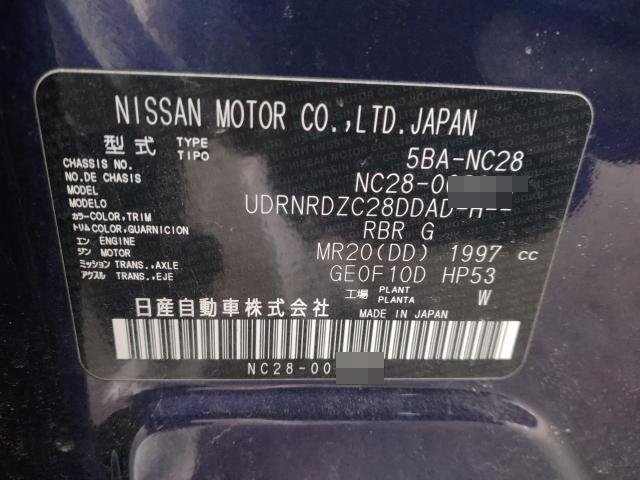 NISSAN MOTOR CO.,LTD.JAPAN
型式 TYPE TIPO 5BA-NC28
CHASSIS NO. NO.DE CHASIS NC28-00
MODEL MODELO UDRNRDZC28DDAD-H--
カラー COLOR,TRIM トリム COLOR,GUARNICION RBR G
エンジン ENGINE MOTOR MR20(DD) 1997 cc
ミッション TRANS.,AXLE アクスル TRANS.,EJE GE0F10D HP53
工場 PLANT PLANTA W
日産自動車株式会社 MADE IN JAPAN
NC28-00